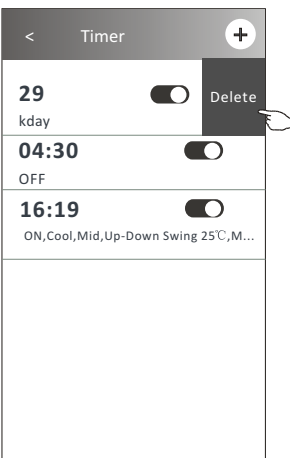 < Timer +
29
kday
Delete
04:30
OFF
16:19
ON,Cool,Mid,Up-Down Swing 25℃,M...